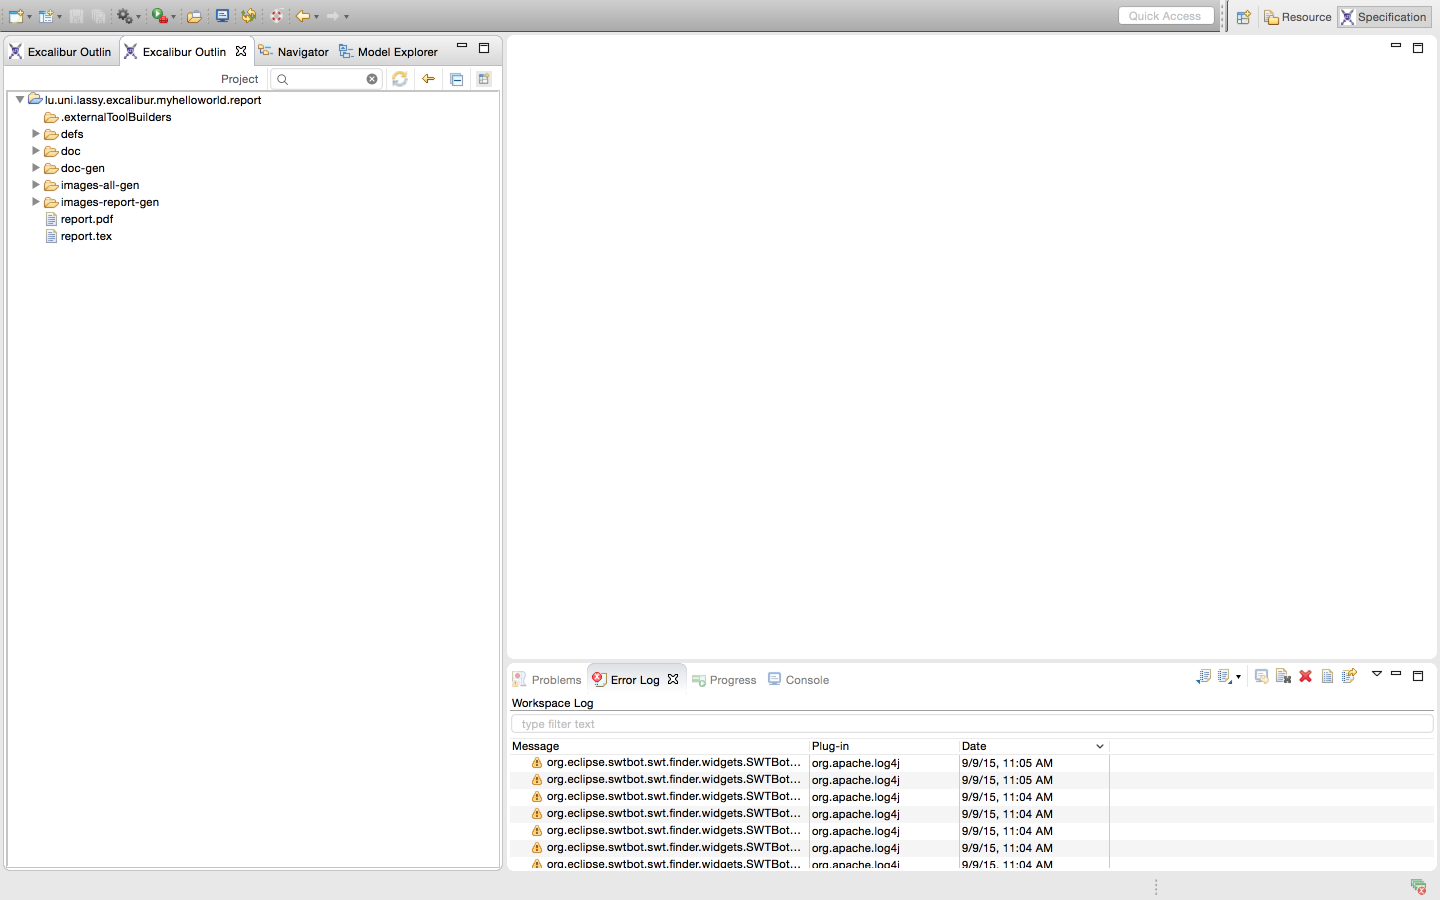 Quick Access
Resource
Specification
Excalibur Outlin
Excalibur Outlin
Navigator
Model Explorer
Project
lu.uni.lassy.excalibur.myhelloworld.report
.externalToolBuilders
defs
doc
doc-gen
images-all-gen
images-report-gen
report.pdf
report.tex
Problems
Error Log
Progress
Console
Workspace Log
type filter text
Message Plug-in Date
org.eclipse.swtbot.swt.finder.widgets.SWTBot... org.apache.log4j 9/9/15, 11:05 AM
org.eclipse.swtbot.swt.finder.widgets.SWTBot... org.apache.log4j 9/9/15, 11:05 AM
org.eclipse.swtbot.swt.finder.widgets.SWTBot... org.apache.log4j 9/9/15, 11:04 AM
org.eclipse.swtbot.swt.finder.widgets.SWTBot... org.apache.log4j 9/9/15, 11:04 AM
org.eclipse.swtbot.swt.finder.widgets.SWTBot... org.apache.log4j 9/9/15, 11:04 AM
org.eclipse.swtbot.swt.finder.widgets.SWTBot... org.apache.log4j 9/9/15, 11:04 AM
org.eclipse.swtbot.swt.finder.widgets.SWTBot... org.apache.log4j 9/9/15, 11:04 AM